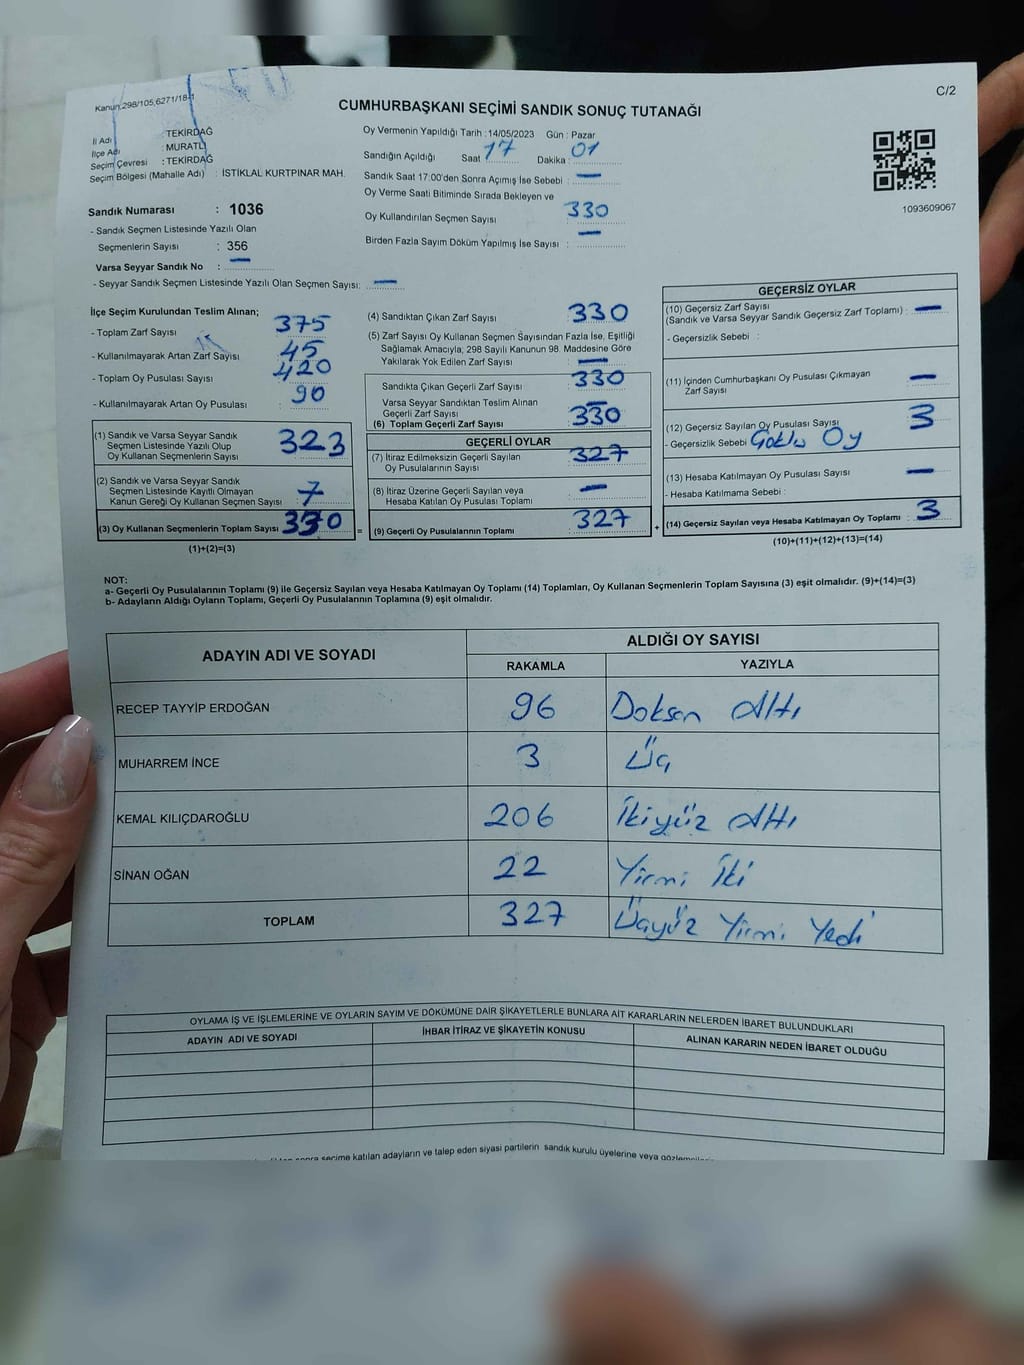 Kanun:298/105,6271/18-1
C/2
CUMHURBAŞKANI SEÇİMİ SANDIK SONUÇ TUTANAĞI
İl Adı : TEKİRDAĞ
İlçe Adı : MURATLI
Seçim Çevresi : TEKİRDAĞ
Seçim Bölgesi (Mahalle Adı) : İSTİKLAL KURTPINAR MAH.
Sandık Numarası : 1036
- Sandık Seçmen Listesinde Yazılı Olan
Seçmenlerin Sayısı : 356
Varsa Seyyar Sandık No : —
- Seyyar Sandık Seçmen Listesinde Yazılı Olan Seçmen Sayısı: —
Oy Vermenin Yapıldığı Tarih :14/05/2023 Gün : Pazar
Sandığın Açıldığı Saat 17 Dakika : 01
Sandık Saat 17:00'den Sonra Açımış İse Sebebi : —
Oy Verme Saati Bitiminde Sırada Bekleyen ve
Oy Kullandırılan Seçmen Sayısı 330
Birden Fazla Sayım Döküm Yapılmış İse Sayısı : —
1093609067
İlçe Seçim Kurulundan Teslim Alınan;
- Toplam Zarf Sayısı 375
- Kullanılmayarak Artan Zarf Sayısı 45
- Toplam Oy Pusulası Sayısı 420
- Kullanılmayarak Artan Oy Pusulası : 90
(1) Sandık ve Varsa Seyyar Sandık
Seçmen Listesinde Yazılı Olup
Oy Kullanan Seçmenlerin Sayısı 323
(2) Sandık ve Varsa Seyyar Sandık
Seçmen Listesinde Kayıtlı Olmayan
Kanun Gereği Oy Kullanan Seçmen Sayısı : 7
(3) Oy Kullanan Seçmenlerin Toplam Sayısı : 330
(1)+(2)=(3)
(4) Sandıktan Çıkan Zarf Sayısı : 330
(5) Zarf Sayısı Oy Kullanan Seçmen Sayısından Fazla İse, Eşitliği
Sağlamak Amacıyla, 298 Sayılı Kanunun 98. Maddesine Göre
Yakılarak Yok Edilen Zarf Sayısı : —
Sandıkta Çıkan Geçerli Zarf Sayısı : 330
Varsa Seyyar Sandıktan Teslim Alınan
Geçerli Zarf Sayısı : —
(6) Toplam Geçerli Zarf Sayısı : 330
GEÇERLİ OYLAR
(7) İtiraz Edilmeksizin Geçerli Sayılan
Oy Pusulalarının Sayısı : 327
(8) İtiraz Üzerine Geçerli Sayılan veya
Hesaba Katılan Oy Pusulası Toplamı : —
= (9) Geçerli Oy Pusulalarının Toplamı : 327
GEÇERSİZ OYLAR
(10) Geçersiz Zarf Sayısı
(Sandık ve Varsa Seyyar Sandık Geçersiz Zarf Toplamı) : —
- Geçersizlik Sebebi :
(11) İçinden Cumhurbaşkanı Oy Pusulası Çıkmayan
Zarf Sayısı : —
(12) Geçersiz Sayılan Oy Pusulası Sayısı : 3
- Geçersizlik Sebebi Oy
(13) Hesaba Katılmayan Oy Pusulası Sayısı : —
- Hesaba Katılmama Sebebi :
+ (14) Geçersiz Sayılan veya Hesaba Katılmayan Oy Toplamı : 3
(10)+(11)+(12)+(13)=(14)
NOT:
a- Geçerli Oy Pusulalarının Toplamı (9) ile Geçersiz Sayılan veya Hesaba Katılmayan Oy Toplamı (14) Toplamları, Oy Kullanan Seçmenlerin Toplam Sayısına (3) eşit olmalıdır. (9)+(14)=(3)
b- Adayların Aldığı Oyların Toplamı, Geçerli Oy Pusulalarının Toplamına (9) eşit olmalıdır.
ADAYIN ADI VE SOYADI
ALDIĞI OY SAYISI
RAKAMLA YAZIYLA
RECEP TAYYİP ERDOĞAN 96 Doksan Altı
MUHARREM İNCE 3 Üç
KEMAL KILIÇDAROĞLU 206 İkiyüz Altı
SİNAN OĞAN 22 Yirmi İki
TOPLAM 327 Üçyüz Yirmi Yedi
OYLAMA İŞ VE İŞLEMLERİNE VE OYLARIN SAYIM VE DÖKÜMÜNE DAİR ŞİKAYETLERLE BUNLARA AİT KARARLARIN NELERDEN İBARET BULUNDUKLARI
ADAYIN ADI VE SOYADI İHBAR İTİRAZ VE ŞİKAYETİN KONUSU ALINAN KARARIN NEDEN İBARET OLDUĞU
sonra seçime katılan adayların ve talep eden siyasi partilerin sandık kurulu üyelerine veya